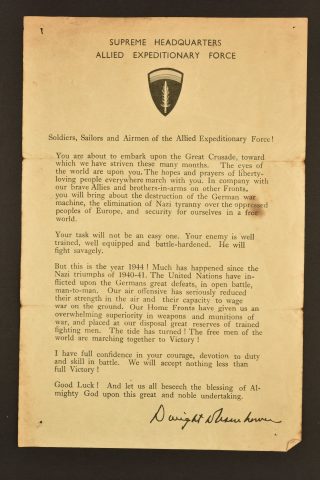 SUPREME HEADQUARTERS
ALLIED EXPEDITIONARY FORCE
Soldiers, Sailors and Airmen of the Allied Expeditionary Force!
You are about to embark upon the Great Crusade, toward
which we have striven these many months. The eyes of
the world are upon you. The hopes and prayers of liberty-
loving people everywhere march with you. In company with
our brave Allies and brothers-in-arms on other Fronts,
you will bring about the destruction of the German war
machine, the elimination of Nazi tyranny over the oppressed
peoples of Europe, and security for ourselves in a free
world.
Your task will not be an easy one. Your enemy is well
trained, well equipped and battle-hardened. He will
fight savagely.
But this is the year 1944! Much has happened since the
Nazi triumphs of 1940-41. The United Nations have in-
flicted upon the Germans great defeats, in open battle,
man-to-man. Our air offensive has seriously reduced
their strength in the air and their capacity to wage
war on the ground. Our Home Fronts have given us an
overwhelming superiority in weapons and munitions of
war, and placed at our disposal great reserves of trained
fighting men. The tide has turned! The free men of the
world are marching together to Victory!
I have full confidence in your courage, devotion to duty
and skill in battle. We will accept nothing less than
full Victory!
Good Luck! And let us all beseech the blessing of Al-
mighty God upon this great and noble undertaking.
Dwight D Eisenhower